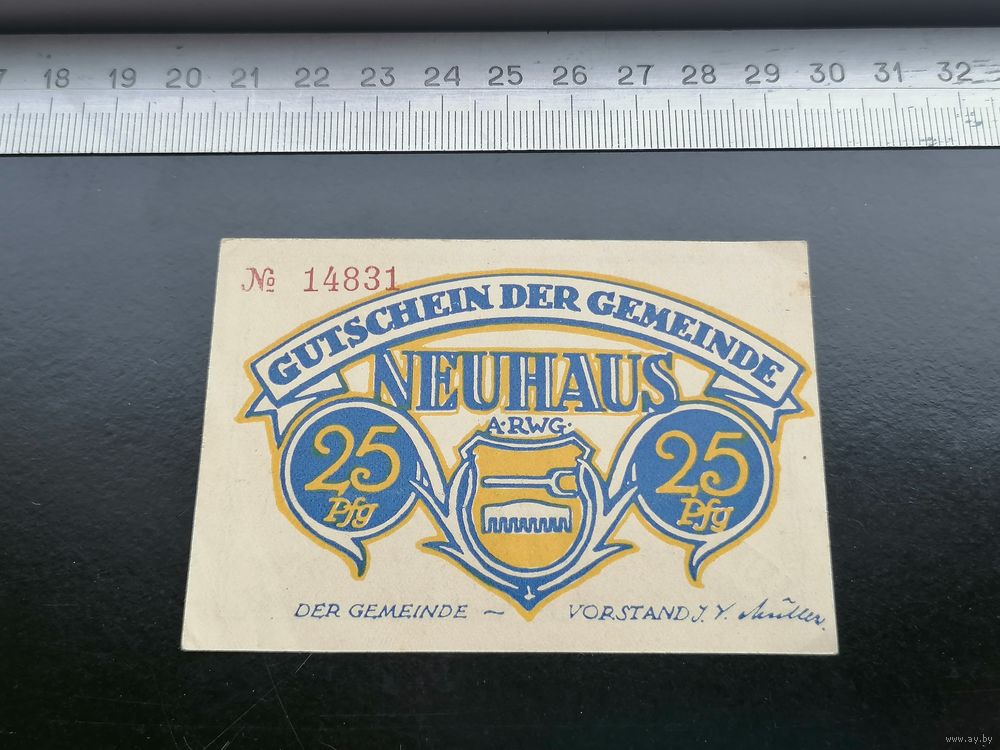 18 19 20 21 22 23 24 25 26 27 28 29 30 31 32
№ 14831
GUTSCHEIN DER GEMEINDE
NEUHAUS
A·RWG·
25 Pfg
25 Pfg
DER GEMEINDE ~ VORSTAND J. V. Müller.
www.ay.by